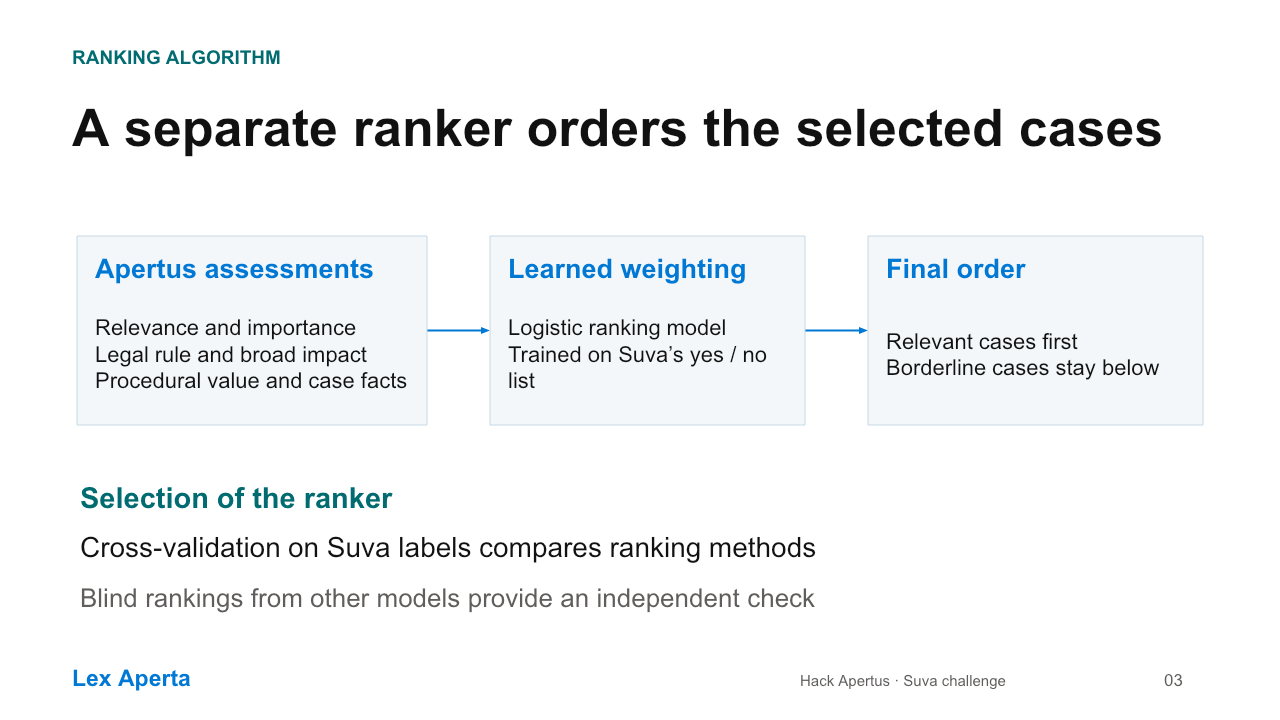 RANKING ALGORITHM
A separate ranker orders the selected cases
Apertus assessments
Relevance and importance
Legal rule and broad impact
Procedural value and case facts
Learned weighting
Logistic ranking model
Trained on Suva’s yes / no
list
Final order
Relevant cases first
Borderline cases stay below
Selection of the ranker
Cross-validation on Suva labels compares ranking methods
Blind rankings from other models provide an independent check
Lex Aperta
Hack Apertus · Suva challenge
03